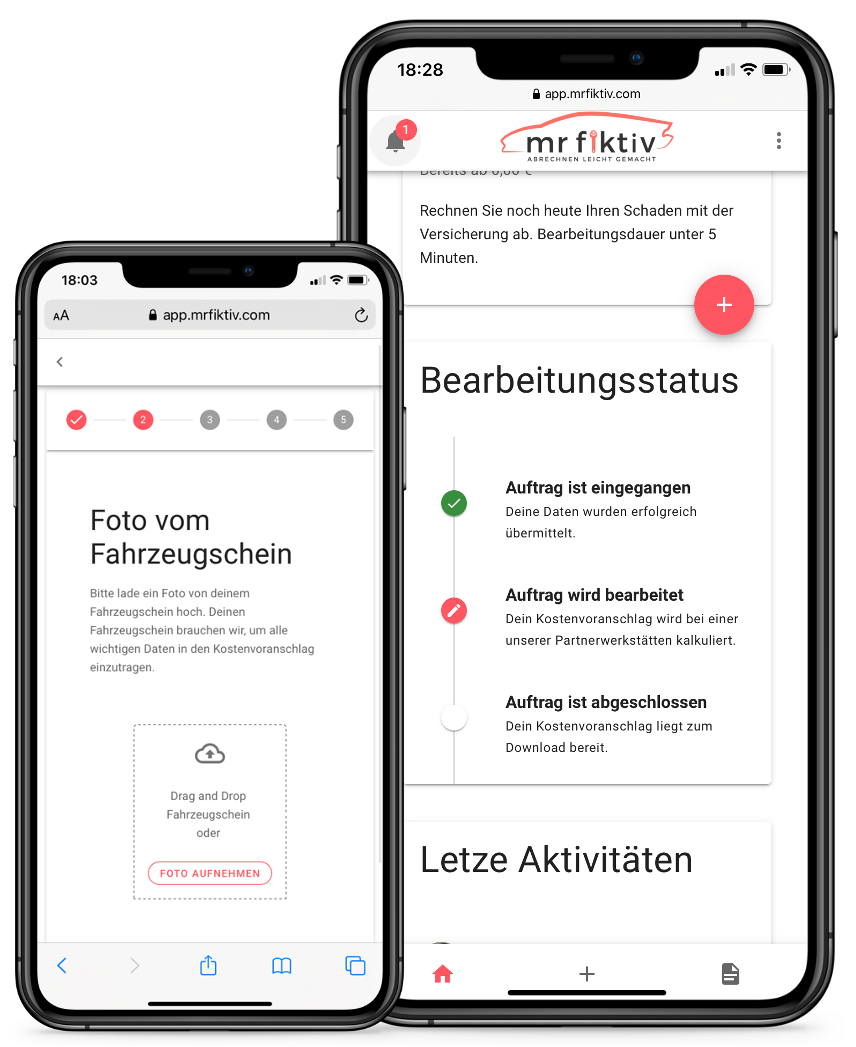 18:03
AA
app.mrfiktiv.com
2
3
4
5
Foto vom
Fahrzeugschein
Bitte lade ein Foto von deinem
Fahrzeugschein hoch. Deinen
Fahrzeugschein brauchen wir, um alle
wichtigen Daten in den Kostenvoranschlag
einzutragen.
Drag and Drop
Fahrzeugschein
oder
FOTO AUFNEHMEN
18:28
app.mrfiktiv.com
1
mr fiktiv
ABRECHNEN LEICHT GEMACHT
Bereits ab 0,00 €
Rechnen Sie noch heute Ihren Schaden mit der
Versicherung ab. Bearbeitungsdauer unter 5
Minuten.
Bearbeitungsstatus
Auftrag ist eingegangen
Deine Daten wurden erfolgreich
übermittelt.
Auftrag wird bearbeitet
Dein Kostenvoranschlag wird bei einer
unserer Partnerwerkstätten kalkuliert.
Auftrag ist abgeschlossen
Dein Kostenvoranschlag liegt zum
Download bereit.
Letze Aktivitäten